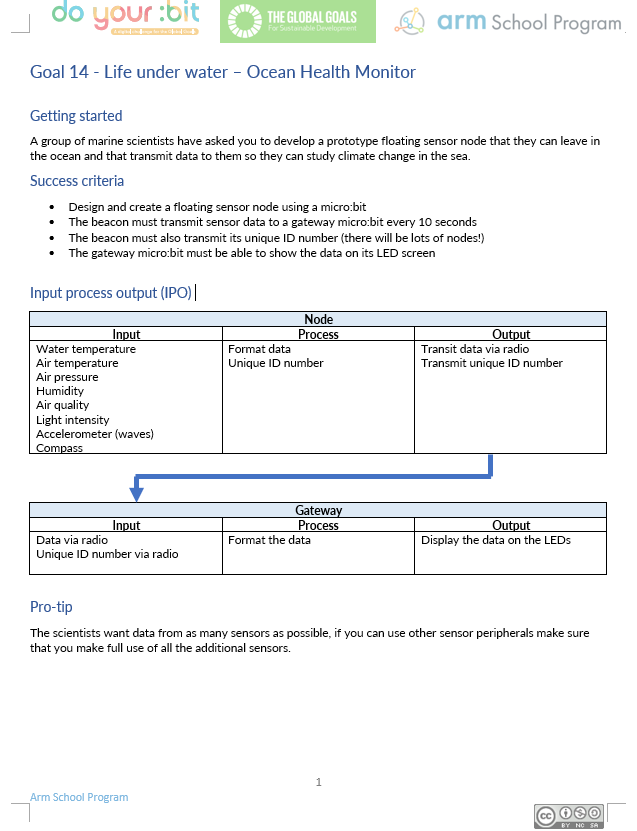 do your :bit
THE GLOBAL GOALS
For Sustainable Development
arm School Program
Goal 14 - Life under water – Ocean Health Monitor
Getting started
A group of marine scientists have asked you to develop a prototype floating sensor node that they can leave in
the ocean and that transmit data to them so they can study climate change in the sea.
Success criteria
• Design and create a floating sensor node using a micro:bit
• The beacon must transmit sensor data to a gateway micro:bit every 10 seconds
• The beacon must also transmit its unique ID number (there will be lots of nodes!)
• The gateway micro:bit must be able to show the data on its LED screen
Input process output (IPO)
Node
Input Process Output
Water temperature Format data Transit data via radio
Air temperature Unique ID number Transmit unique ID number
Air pressure
Humidity
Air quality
Light intensity
Accelerometer (waves)
Compass
Gateway
Input Process Output
Data via radio Format the data Display the data on the LEDs
Unique ID number via radio
Pro-tip
The scientists want data from as many sensors as possible, if you can use other sensor peripherals make sure
that you make full use of all the additional sensors.
1
Arm School Program
cc BY NC SA